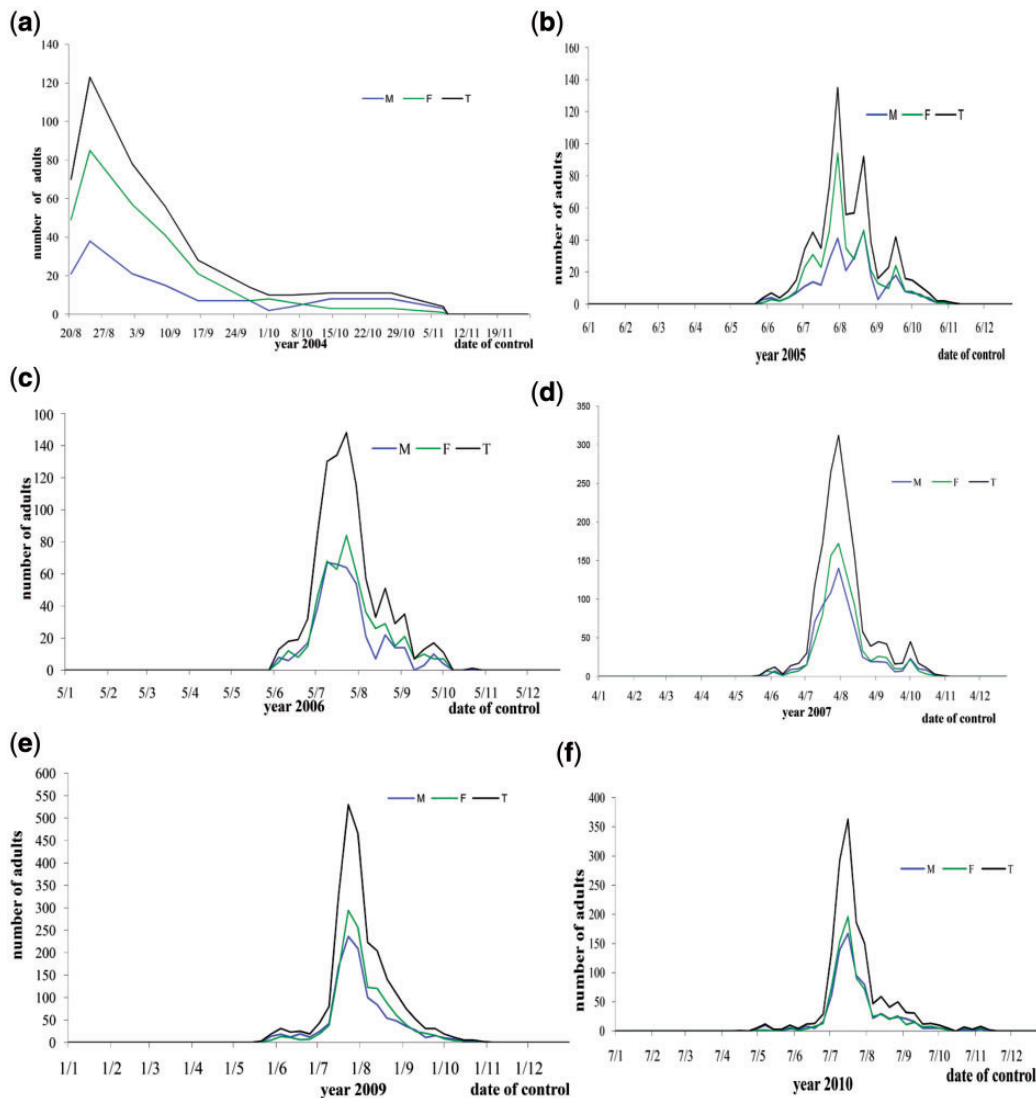 (a)
140
120
100
80
60
40
20
0
number of adults
M F T
20/8 27/8 3/9 10/9 17/9 24/9 1/10 8/10 15/10 22/10 29/10 5/11 12/11 19/11
year 2004 date of control
(b)
160
140
120
100
80
60
40
20
0
number of adults
M F T
6/1 6/2 6/3 6/4 6/5 6/6 6/7 6/8 6/9 6/10 6/11 6/12
year 2005 date of control
(c)
160
140
120
100
80
60
40
20
0
number of adults
M F T
5/1 5/2 5/3 5/4 5/5 5/6 5/7 5/8 5/9 5/10 5/11 5/12
year 2006 date of control
(d)
350
300
250
200
150
100
50
0
number of adults
M F T
4/1 4/2 4/3 4/4 4/5 4/6 4/7 4/8 4/9 4/10 4/11 4/12
year 2007 date of control
(e)
600
550
500
450
400
350
300
250
200
150
100
50
0
number of adults
M F T
1/1 1/2 1/3 1/4 1/5 1/6 1/7 1/8 1/9 1/10 1/11 1/12
year 2009 date of control
(f)
400
350
300
250
200
150
100
50
0
number of adults
M F T
7/1 7/2 7/3 7/4 7/5 7/6 7/7 7/8 7/9 7/10 7/11 7/12
year 2010 date of control